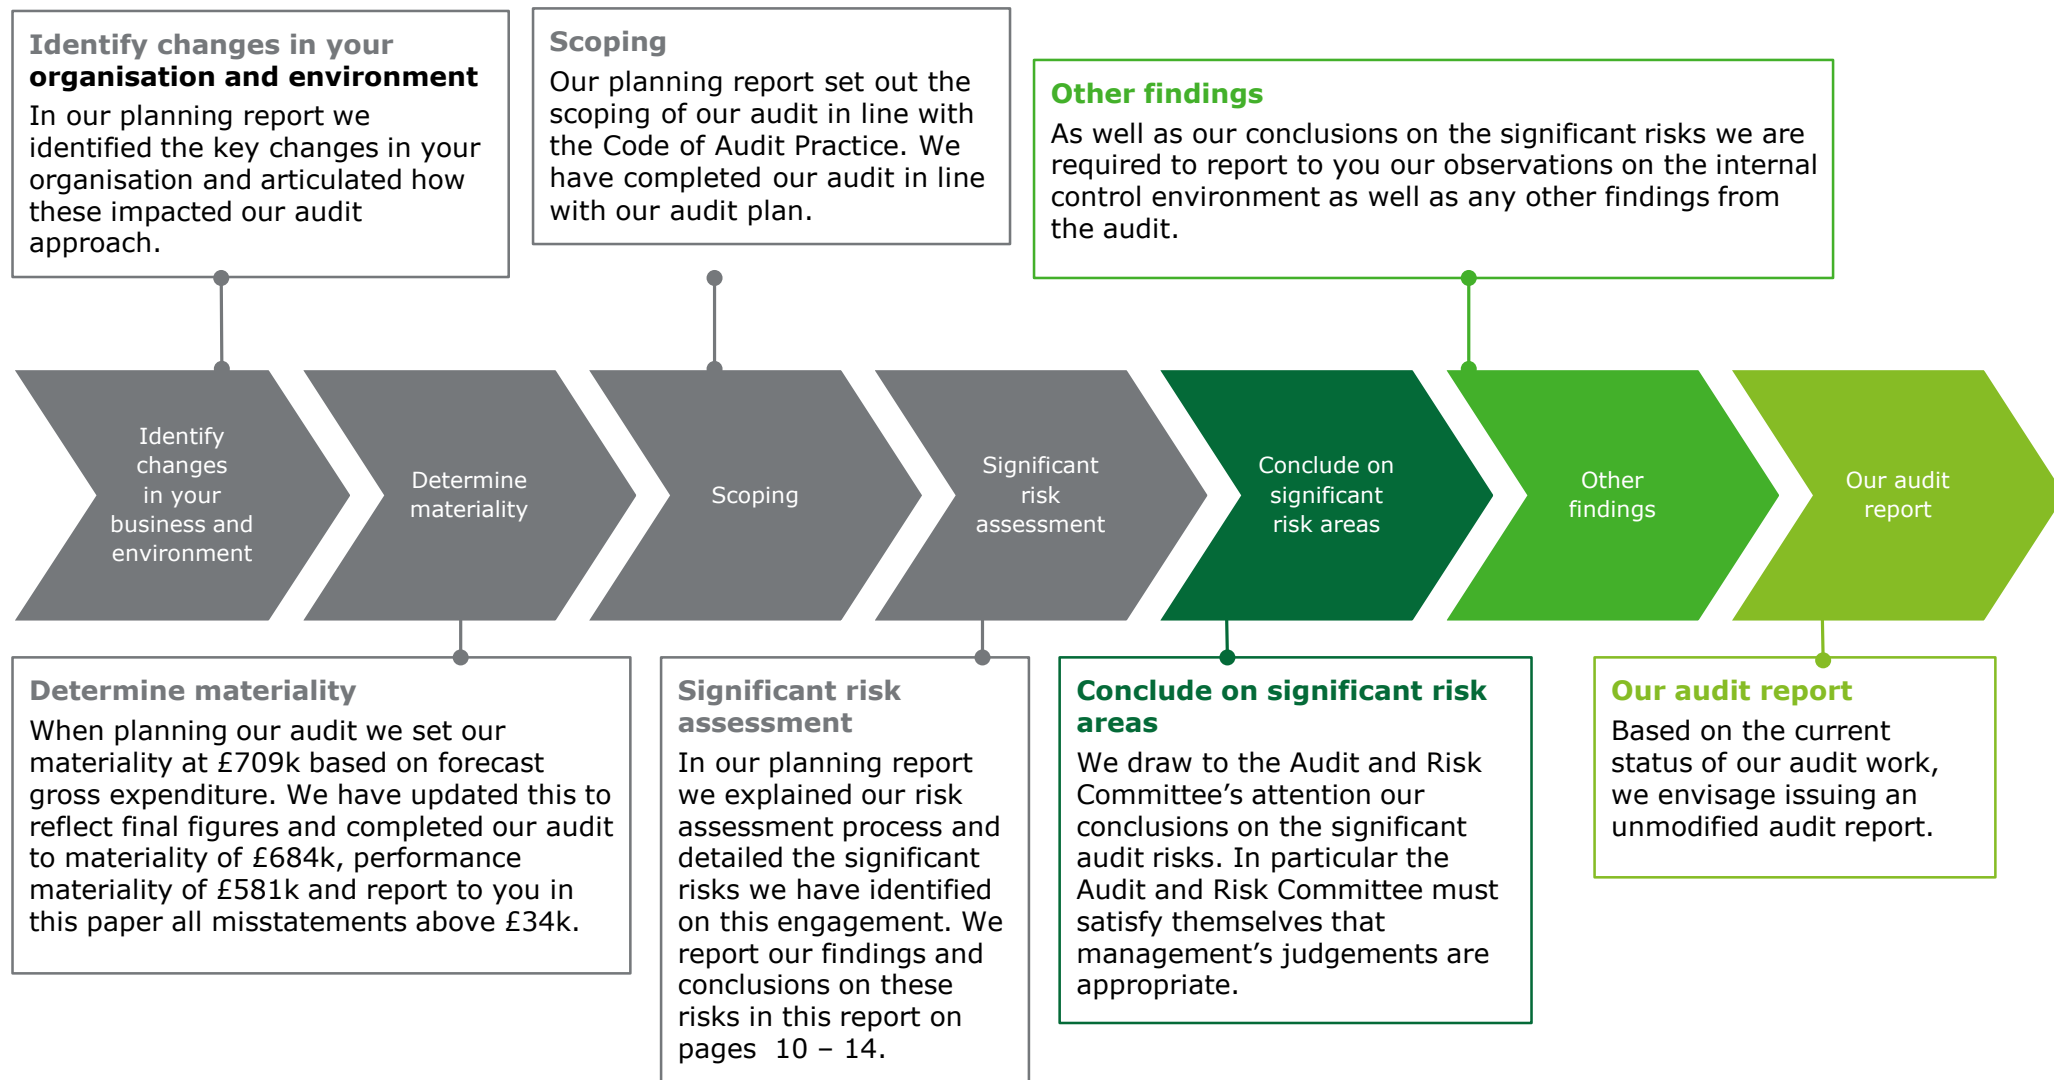 Identify changes in your
organisation and environment
In our planning report we
identified the key changes in your
organisation and articulated how
these impacted our audit
approach.
Scoping
Our planning report set out the
scoping of our audit in line with
the Code of Audit Practice. We
have completed our audit in line
with our audit plan.
Other findings
As well as our conclusions on the significant risks we are
required to report to you our observations on the internal
control environment as well as any other findings from
the audit.
Identify
changes
in your
business and
environment
Determine
materiality
Scoping
Significant
risk
assessment
Conclude on
significant
risk areas
Other
findings
Our audit
report
Determine materiality
When planning our audit we set our
materiality at £709k based on forecast
gross expenditure. We have updated this to
reflect final figures and completed our audit
to materiality of £684k, performance
materiality of £581k and report to you in
this paper all misstatements above £34k.
Significant risk
assessment
In our planning report
we explained our risk
assessment process and
detailed the significant
risks we have identified
on this engagement. We
report our findings and
conclusions on these
risks in this report on
pages  10 – 14.
Conclude on significant risk
areas
We draw to the Audit and Risk
Committee’s attention our
conclusions on the significant
audit risks. In particular the
Audit and Risk Committee must
satisfy themselves that
management’s judgements are
appropriate.
Our audit report
Based on the current
status of our audit work,
we envisage issuing an
unmodified audit report.